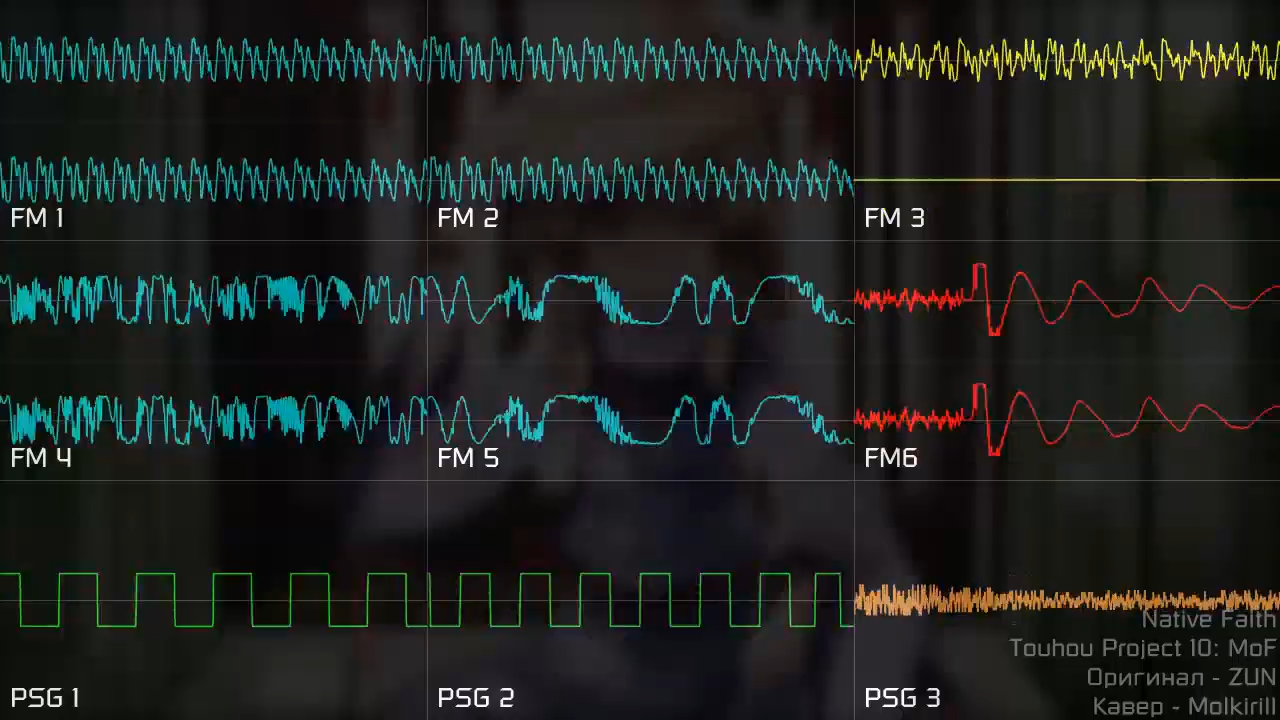 FM 1
FM 2
FM 3
FM 4
FM 5
FM6
PSG 1
PSG 2
PSG 3
Native Faith
Touhou Project 10: MoF
Оригинал - ZUN
Кавер - Molkirill